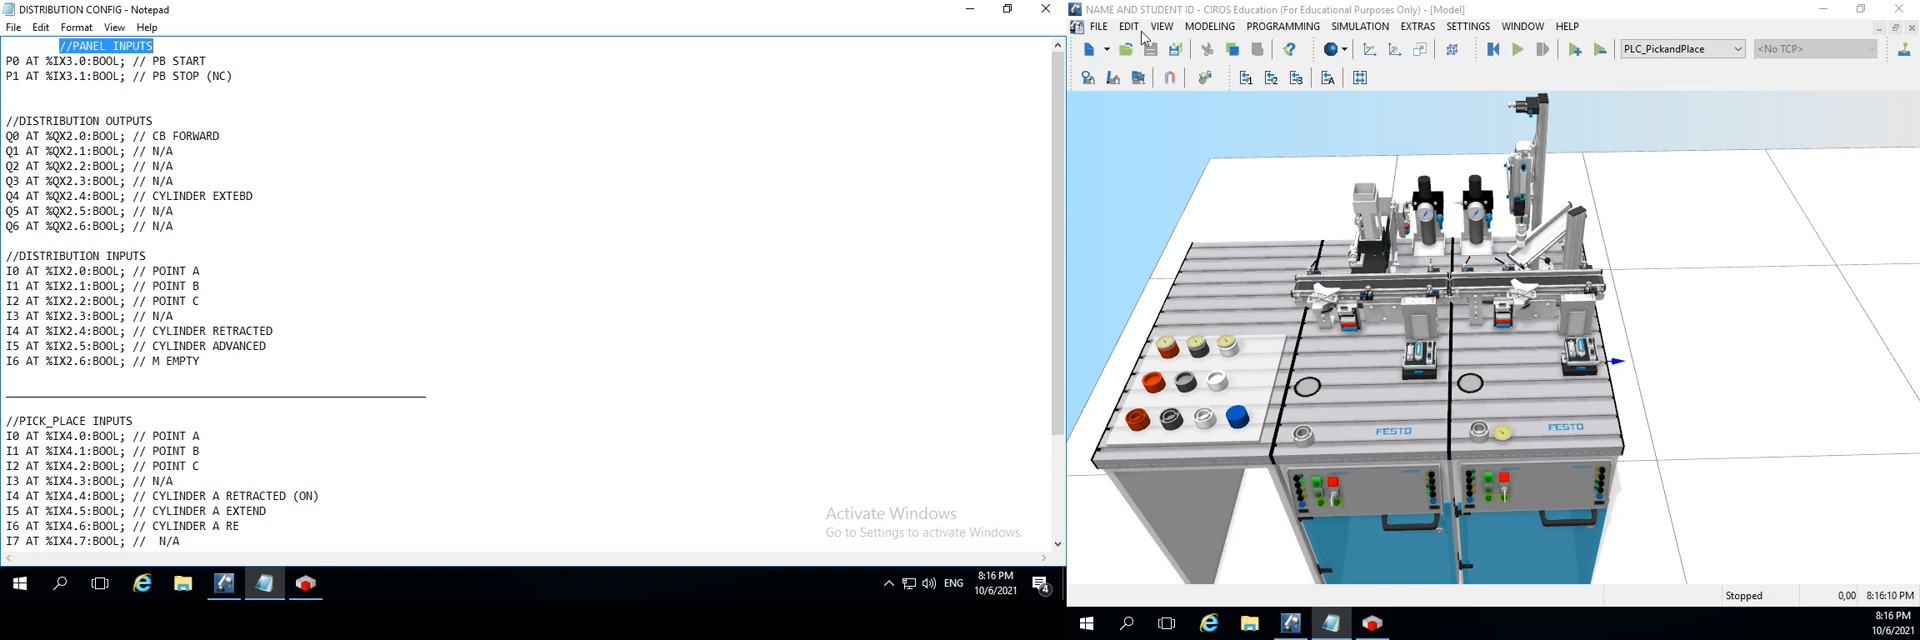 DISTRIBUTION CONFIG - Notepad
File Edit Format View Help
//PANEL INPUTS
P0 AT %IX3.0:BOOL; // PB START
P1 AT %IX3.1:BOOL; // PB STOP (NC)
//DISTRIBUTION OUTPUTS
Q0 AT %QX2.0:BOOL; // CB FORWARD
Q1 AT %QX2.1:BOOL; // N/A
Q2 AT %QX2.2:BOOL; // N/A
Q3 AT %QX2.3:BOOL; // N/A
Q4 AT %QX2.4:BOOL; // CYLINDER EXTEBD
Q5 AT %QX2.5:BOOL; // N/A
Q6 AT %QX2.6:BOOL; // N/A
//DISTRIBUTION INPUTS
I0 AT %IX2.0:BOOL; // POINT A
I1 AT %IX2.1:BOOL; // POINT B
I2 AT %IX2.2:BOOL; // POINT C
I3 AT %IX2.3:BOOL; // N/A
I4 AT %IX2.4:BOOL; // CYLINDER RETRACTED
I5 AT %IX2.5:BOOL; // CYLINDER ADVANCED
I6 AT %IX2.6:BOOL; // M EMPTY
//PICK_PLACE INPUTS
I0 AT %IX4.0:BOOL; // POINT A
I1 AT %IX4.1:BOOL; // POINT B
I2 AT %IX4.2:BOOL; // POINT C
I3 AT %IX4.3:BOOL; // N/A
I4 AT %IX4.4:BOOL; // CYLINDER A RETRACTED (ON)
I5 AT %IX4.5:BOOL; // CYLINDER A EXTEND
I6 AT %IX4.6:BOOL; // CYLINDER A RE
I7 AT %IX4.7:BOOL; // N/A
Activate Windows
Go to Settings to activate Windows.
ENG
8:16 PM
10/6/2021
4
NAME AND STUDENT ID - CIROS Education (For Educational Purposes Only) - [Model]
FILE EDIT VIEW MODELING PROGRAMMING SIMULATION EXTRAS SETTINGS WINDOW HELP
PLC_PickandPlace
<No TCP>
1 2 3 A
FESTO
FESTO
Stopped
0,00
8:16:10 PM
8:16 PM
10/6/2021